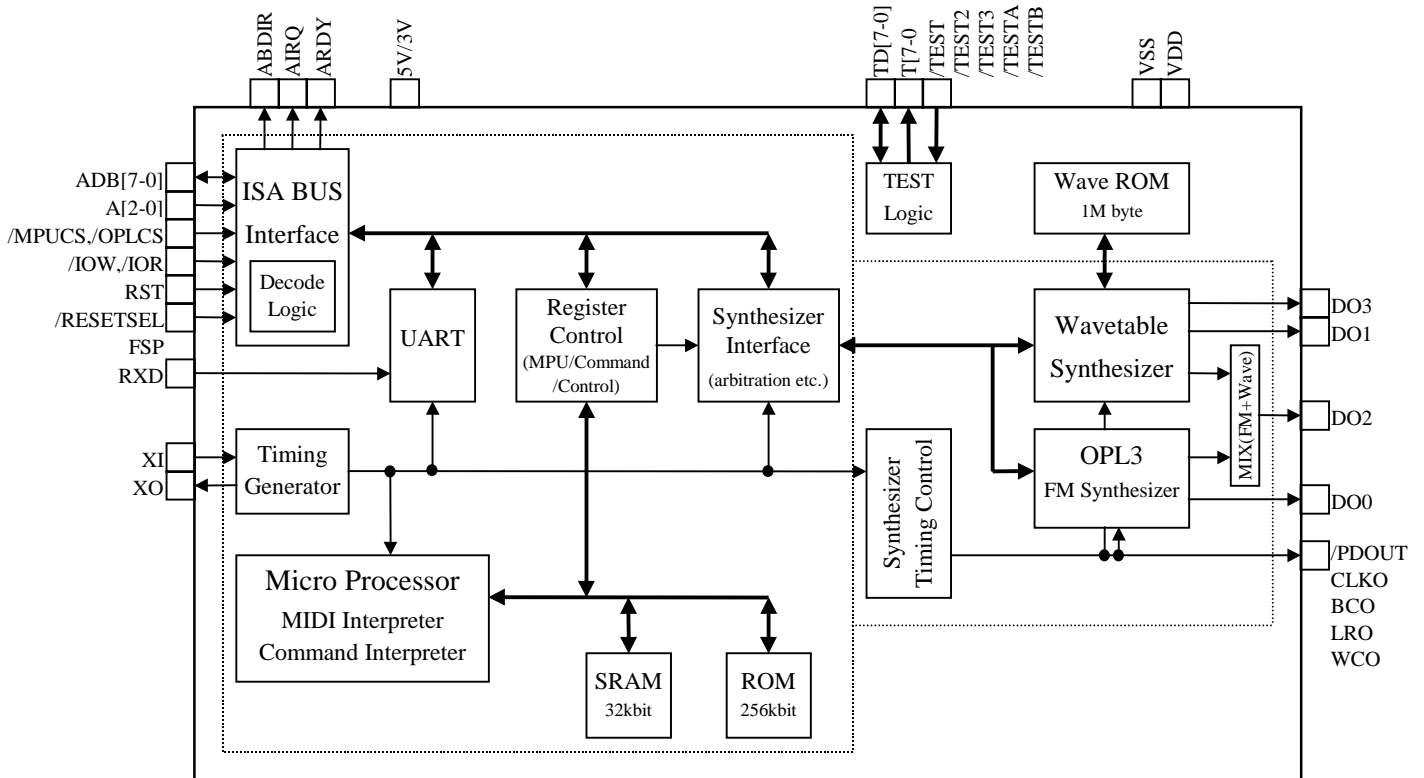 ABDIR
AIRQ
ARDY
5V/3V
TD[7-0]
T[7-0
/TEST
/TEST2
/TEST3
/TESTA
/TESTB
VSS
VDD
ADB[7-0]
A[2-0]
/MPUCS,/OPLCS
/IOW,/IOR
RST
/RESETSEL
FSP
RXD
XI
XO
ISA BUS
Interface
Decode
Logic
UART
Register
Control
(MPU/Command
/Control)
Synthesizer
Interface
(arbitration etc.)
TEST
Logic
Wave ROM
1M byte
Wavetable
Synthesizer
MIX(FM+Wave)
OPL3
FM Synthesizer
Timing
Generator
Synthesizer
Timing Control
Micro Processor
MIDI Interpreter
Command Interpreter
SRAM
32kbit
ROM
256kbit
DO3
DO1
DO2
DO0
/PDOUT
CLKO
BCO
LRO
WCO